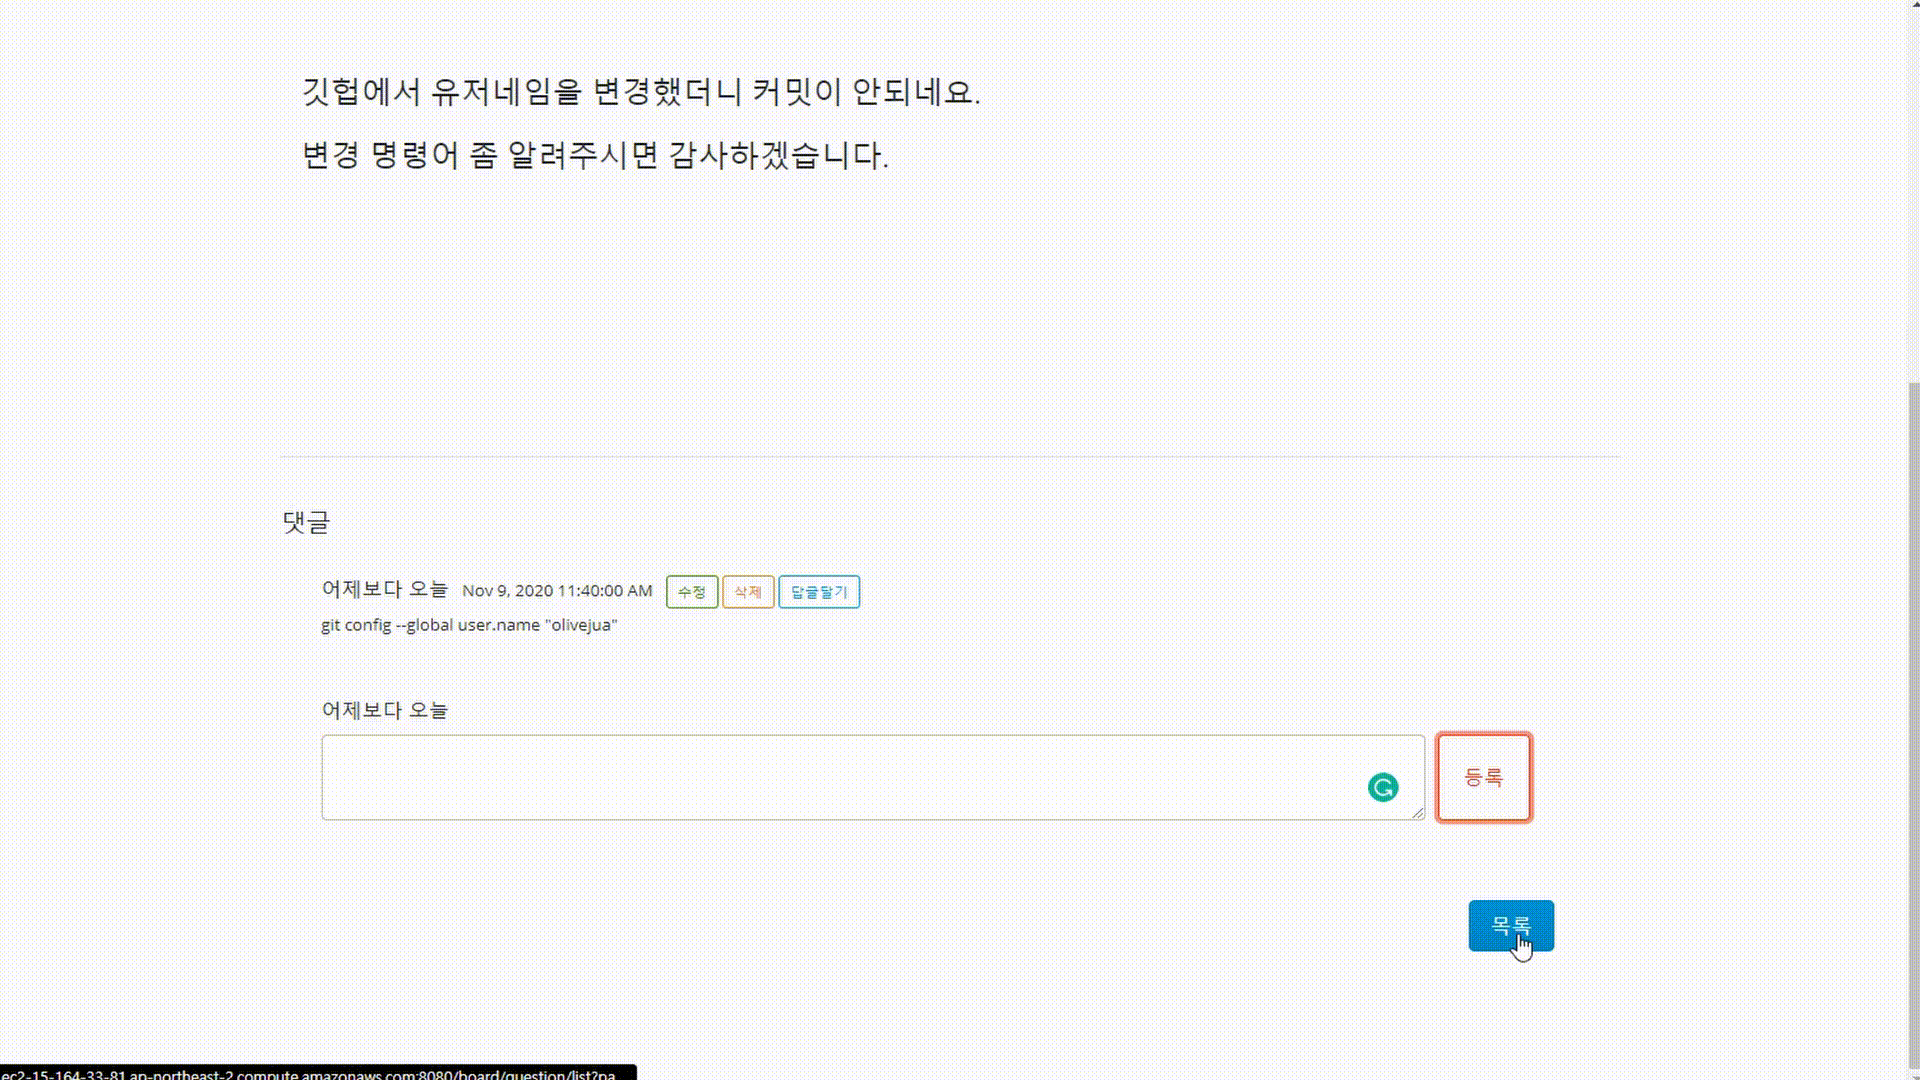 깃헙에서 유저네임을 변경했더니 커밋이 안되네요.
변경 명령어 좀 알려주시면 감사하겠습니다.
댓글
어제보다 오늘 Nov 9, 2020 11:40:00 AM 수정 삭제 답글달기
git config --global user.name "olivejua"
어제보다 오늘
등록
목록
ec2-15-164-33-81.ap-northeast-2.compute.amazonaws.com:8080/board/question/list?pa...